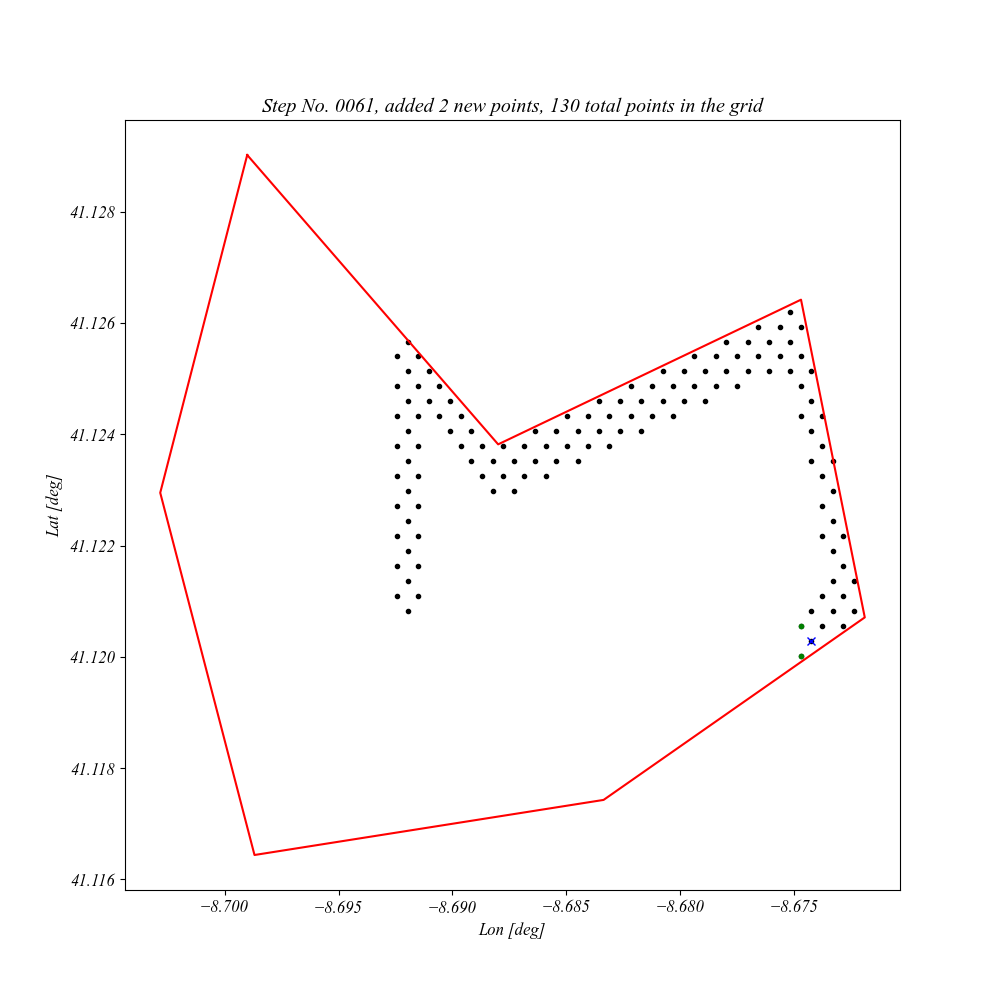 Step No. 0061, added 2 new points, 130 total points in the grid
41.128
41.126
41.124
41.122
41.120
41.118
41.116
Lat [deg]
−8.700 −8.695 −8.690 −8.685 −8.680 −8.675
Lon [deg]